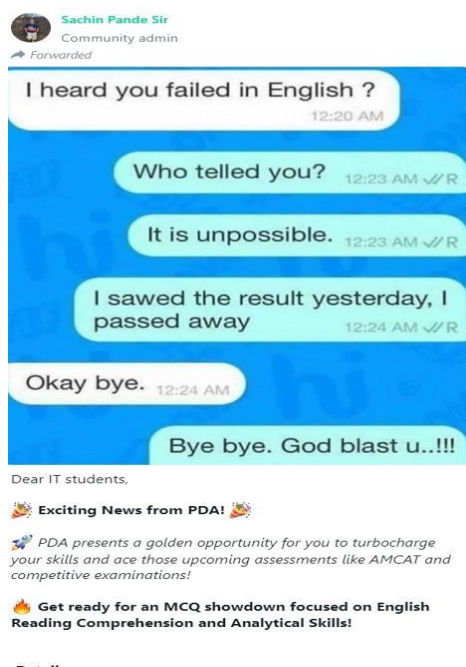 Sachin Pande Sir
Community admin
Forwarded
I heard you failed in English ?
12:20 AM
Who telled you? 12:23 AM R
It is unpossible. 12:23 AM R
I sawed the result yesterday, I
passed away 12:24 AM R
Okay bye. 12:24 AM
Bye bye. God blast u..!!!
Dear IT students,
🎉 Exciting News from PDA! 🎉
🚀 PDA presents a golden opportunity for you to turbocharge
your skills and ace those upcoming assessments like AMCAT and
competitive examinations!
🔥 Get ready for an MCQ showdown focused on English
Reading Comprehension and Analytical Skills!